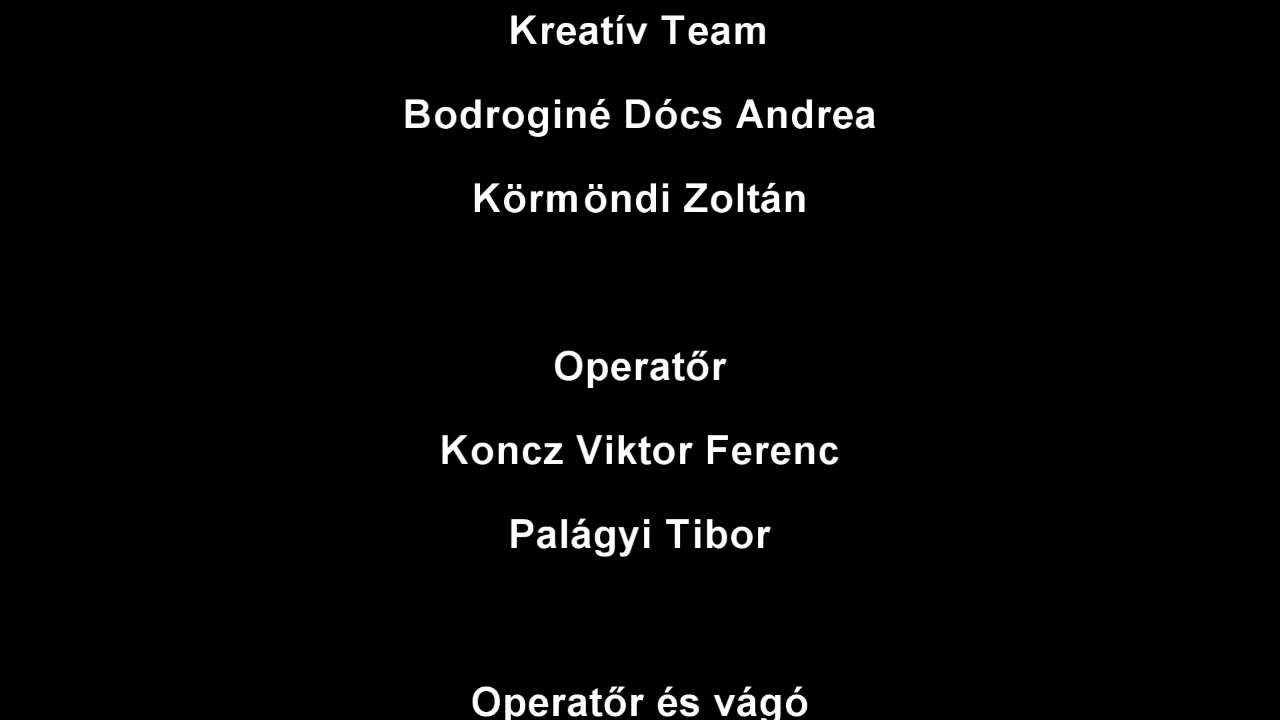 Kreatív Team
Bodroginé Dócs Andrea
Körmöndi Zoltán
Operatőr
Koncz Viktor Ferenc
Palágyi Tibor
Operatőr és vágó